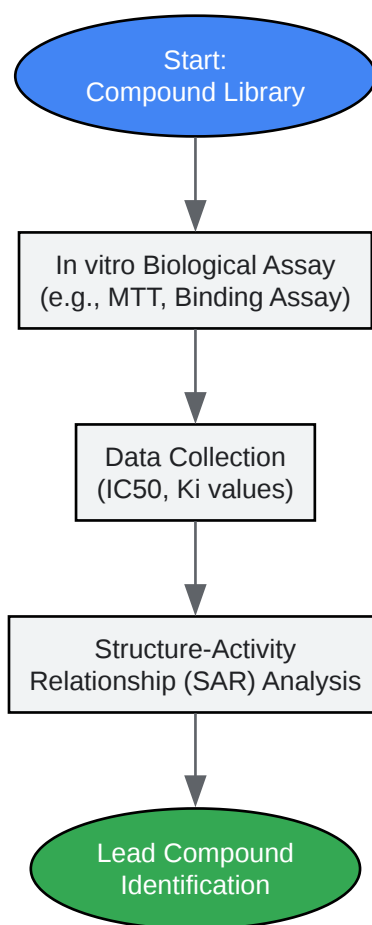 Start:
Compound Library
In vitro Biological Assay
(e.g., MTT, Binding Assay)
Data Collection
(IC50, Ki values)
Structure-Activity
Relationship (SAR) Analysis
Lead Compound
Identification